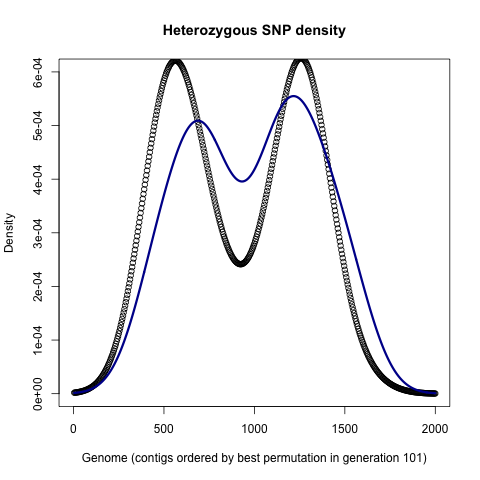 Heterozygous SNP density
Density
6e-04
5e-04
4e-04
3e-04
2e-04
1e-04
0e+00
0 500 1000 1500 2000
Genome (contigs ordered by best permutation in generation 101)